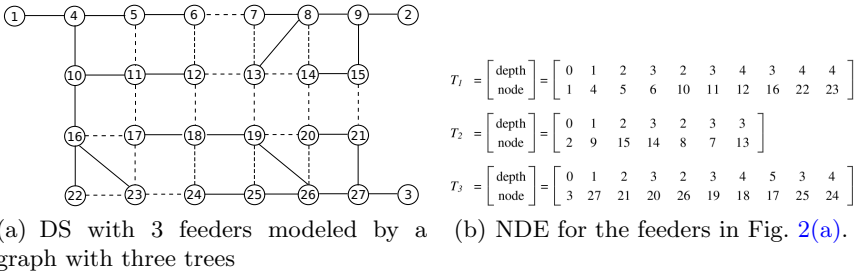 1 4 5 6 7 8 9 2
10 11 12 13 14 15
16 17 18 19 20 21
22 23 24 25 26 27 3
(a) DS with 3 feeders modeled by a
graph with three trees
T1 = [depth node] = [0 1 2 3 2 3 4 3 4 4
1 4 5 6 10 11 12 16 22 23]
T2 = [depth node] = [0 1 2 3 2 3 3
2 9 15 14 8 7 13]
T3 = [depth node] = [0 1 2 3 2 3 4 5 3 4
3 27 21 20 26 19 18 17 25 24]
(b) NDE for the feeders in Fig. 2(a).